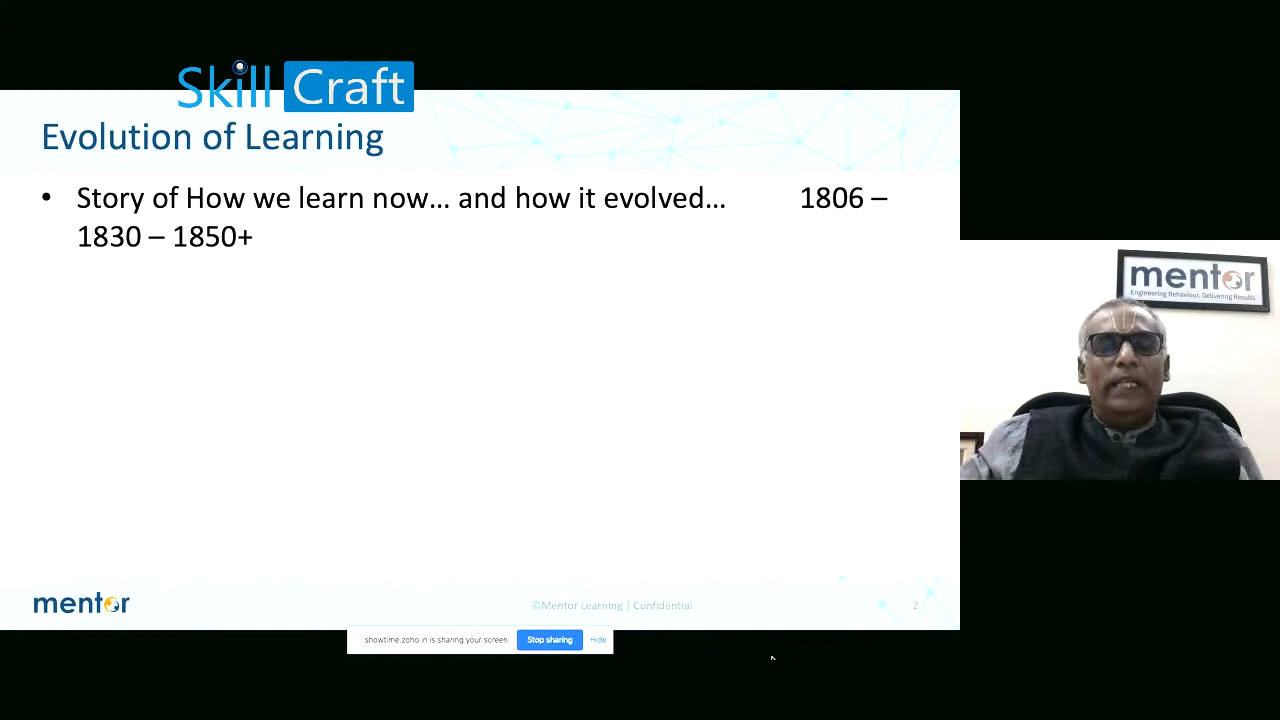 Skill Craft
Evolution of Learning
• Story of How we learn now… and how it evolved… 1806 –
1830 – 1850+
mentor
Engineering Behaviour, Delivering Results
mentor
©Mentor Learning | Confidential
2
showtime.zoho.in is sharing your screen.
Stop sharing
Hide